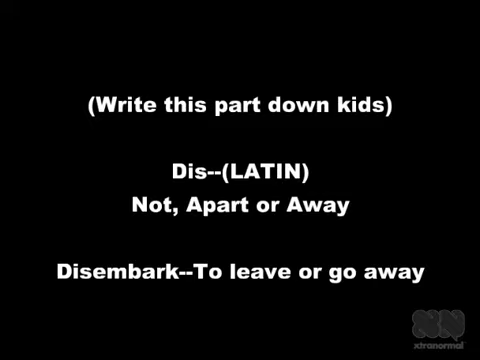 (Write this part down kids)
Dis--(LATIN)
Not, Apart or Away
Disembark--To leave or go away
xtranormal